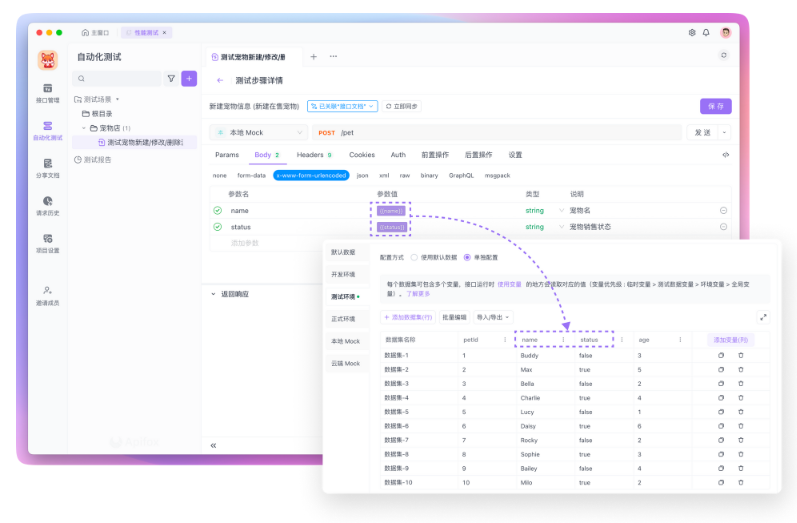 主窗口
性能测试 ×
自动化测试
接口管理
自动化测试
分享文档
请求历史
项目设置
邀请成员
测试场景
根目录
宠物店 (1)
测试宠物新建/修改/删除
测试报告
测试宠物新建/修改/册
+ ···
← 测试步骤详情
新建宠物信息 (新建在售宠物) 已关联"接口文档" 立即同步 保存
本地 Mock POST /pet 发送
Params Body 2 Headers 9 Cookies Auth 前置操作 后置操作 设置
none form-data x-www-form-urlencoded json xml raw binary GraphQL msgpack
参数名 参数值 类型 说明
name {{name}} string 宠物名
status {{status}} string 宠物销售状态
添加参数
返回响应
默认数据
开发环境
测试环境
正式环境
本地 Mock
云端 Mock
配置方式 使用默认数据 单独配置
每个数据集可包含多个变量，接口运行时 使用变量 的地方会读取对应的值（变量优先级：临时变量 > 测试数据变量 > 环境变量 > 全局变
量）。 了解更多
+ 添加数据集(行) 批量编辑 导入/导出
数据集名称 petId name status age 添加变量(列)
数据集-1 1 Buddy false 3
数据集-2 2 Max true 5
数据集-3 3 Bella false 2
数据集-4 4 Charlie true 4
数据集-5 5 Lucy false 1
数据集-6 6 Daisy true 6
数据集-7 7 Rocky false 2
数据集-8 8 Sophie true 3
数据集-9 9 Bailey false 4
数据集-10 10 Milo true 2